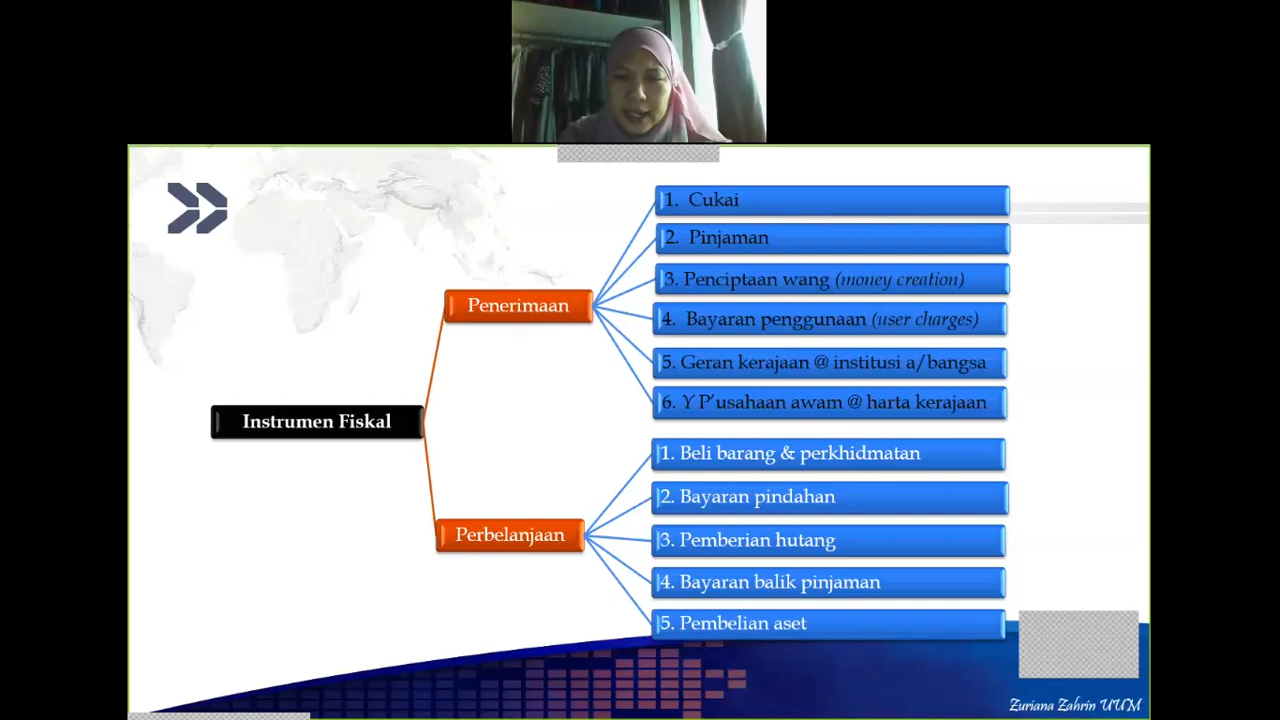 1. Cukai
2. Pinjaman
3. Penciptaan wang (money creation)
Penerimaan
4. Bayaran penggunaan (user charges)
5. Geran kerajaan @ institusi a/bangsa
6. Y P'usahaan awam @ harta kerajaan
Instrumen Fiskal
1. Beli barang & perkhidmatan
2. Bayaran pindahan
Perbelanjaan
3. Pemberian hutang
4. Bayaran balik pinjaman
5. Pembelian aset
Zuriana Zahrin UUM